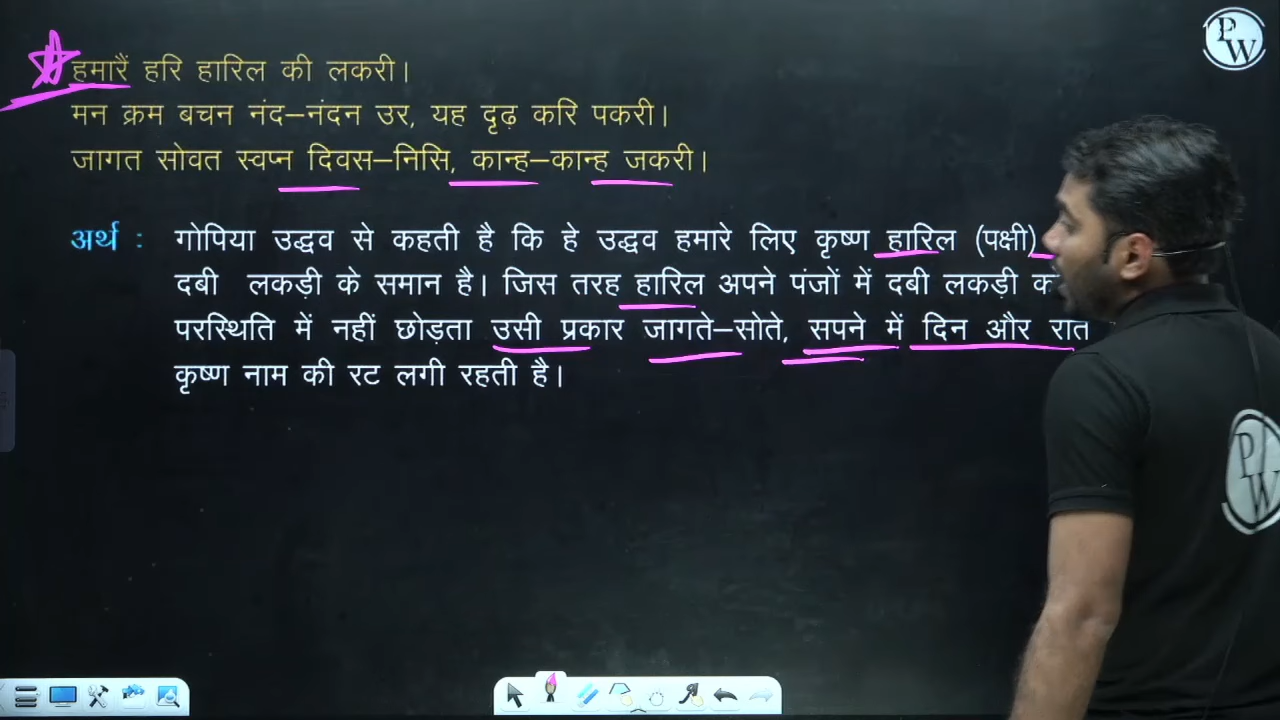 PW
हमारैं हरि हारिल की लकरी।
मन क्रम बचन नंद–नंदन उर, यह दृढ़ करि पकरी।
जागत सोवत स्वप्न दिवस–निसि, कान्ह–कान्ह जकरी।
अर्थ : गोपिया उद्धव से कहती है कि हे उद्धव हमारे लिए कृष्ण हारिल (पक्षी)
दबी लकड़ी के समान है। जिस तरह हारिल अपने पंजों में दबी लकड़ी
परस्थिति में नहीं छोड़ता उसी प्रकार जागते–सोते, सपने में दिन और रात
कृष्ण नाम की रट लगी रहती है।
PW